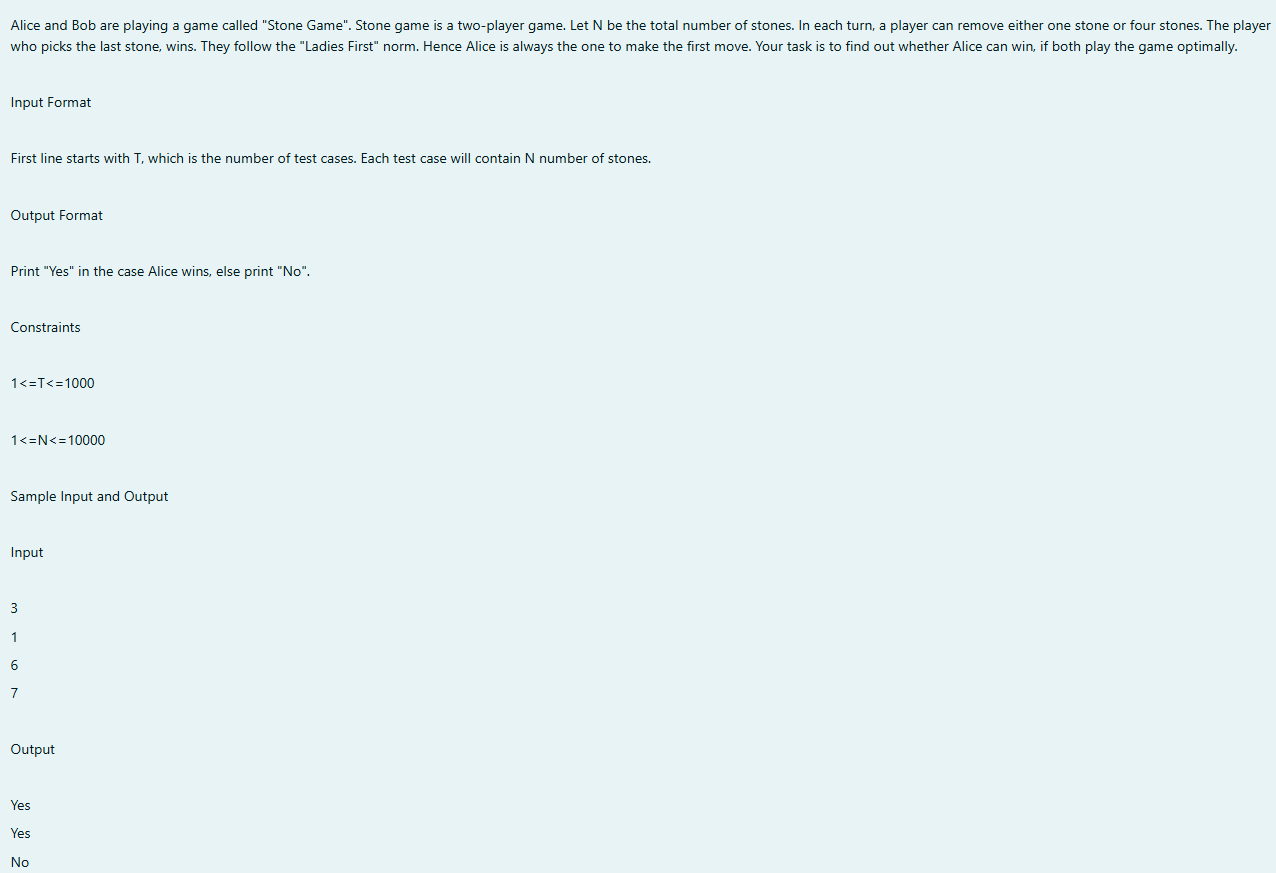 Alice and Bob are playing a game called "Stone Game". Stone game is a two-player game. Let N be the total number of stones. In each turn, a player can remove either one stone or four stones. The player
who picks the last stone, wins. They follow the "Ladies First" norm. Hence Alice is always the one to make the first move. Your task is to find out whether Alice can win, if both play the game optimally.
Input Format
First line starts with T, which is the number of test cases. Each test case will contain N number of stones.
Output Format
Print "Yes" in the case Alice wins, else print "No".
Constraints
1<=T<=1000
1<=N<=10000
Sample Input and Output
Input
3
1
6
7
Output
Yes
Yes
No